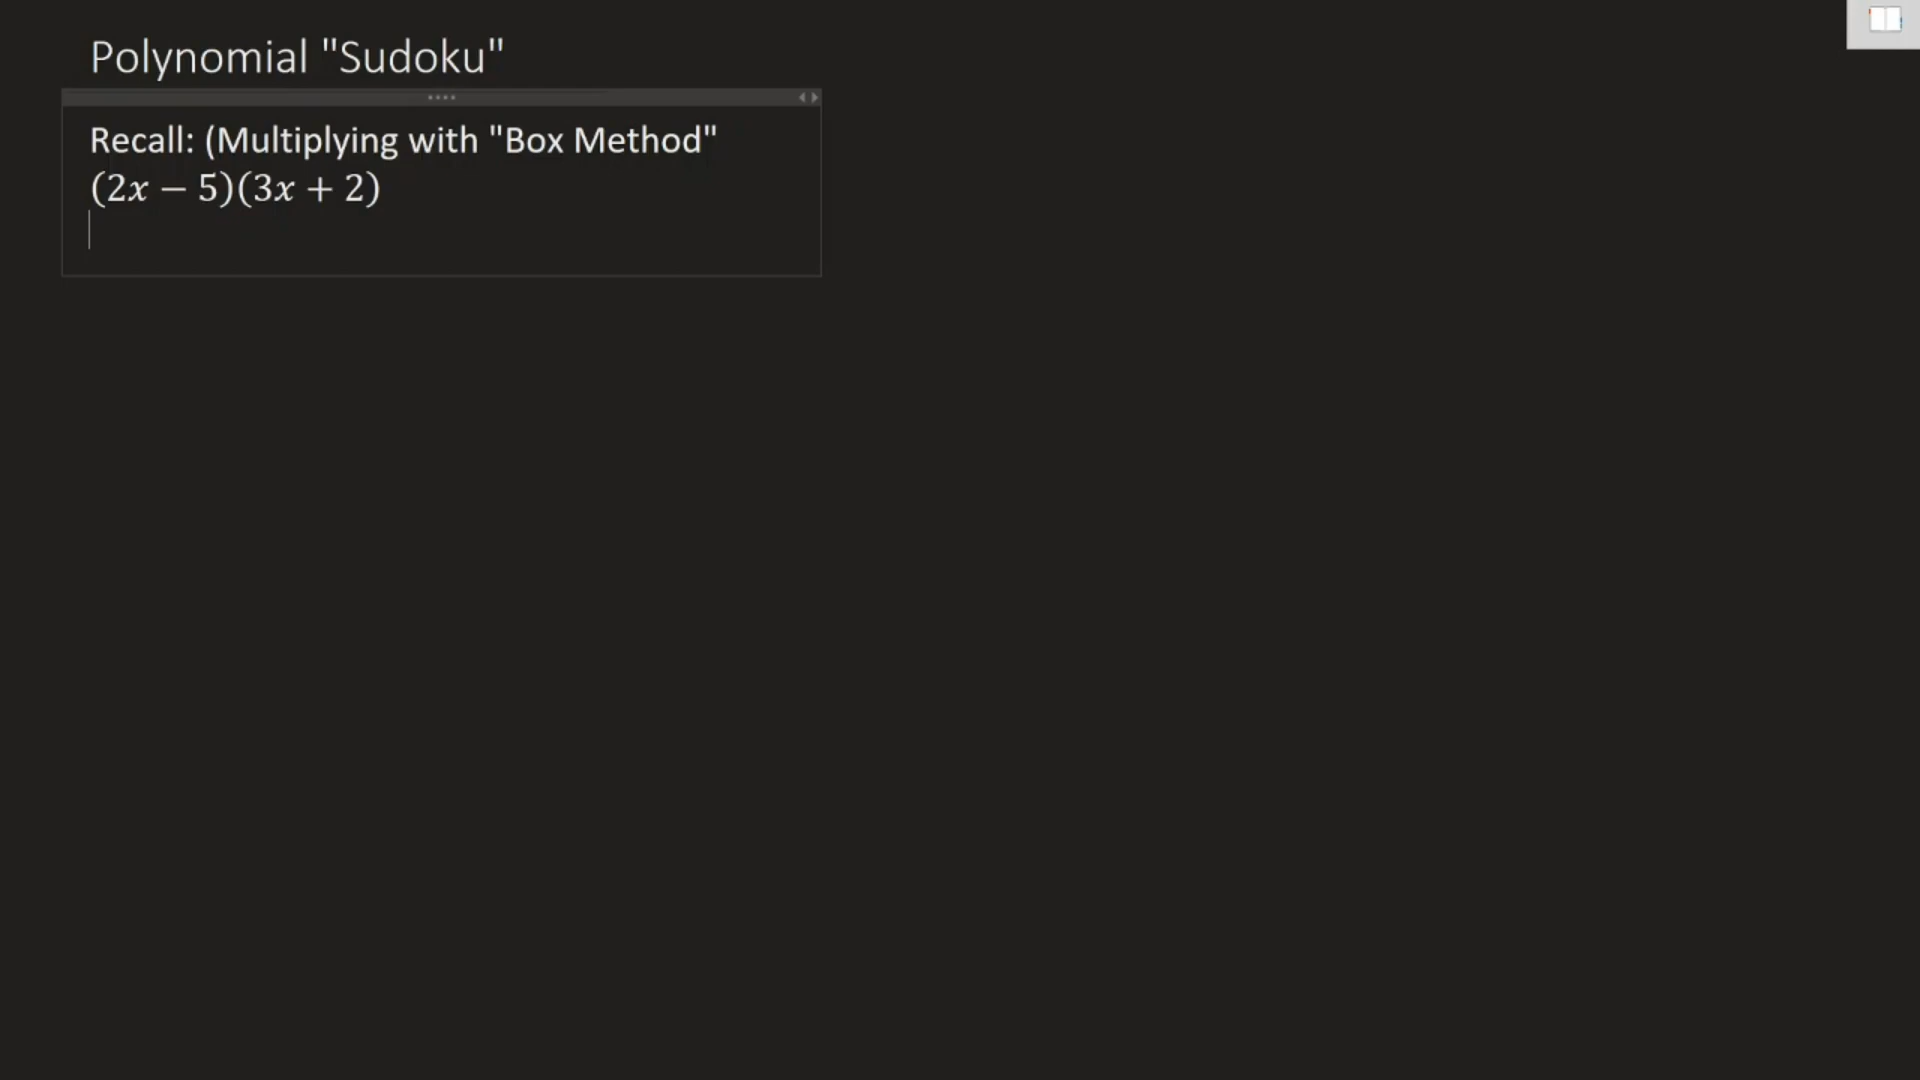 Polynomial "Sudoku"
Recall: (Multiplying with "Box Method"
(2x − 5)(3x + 2)